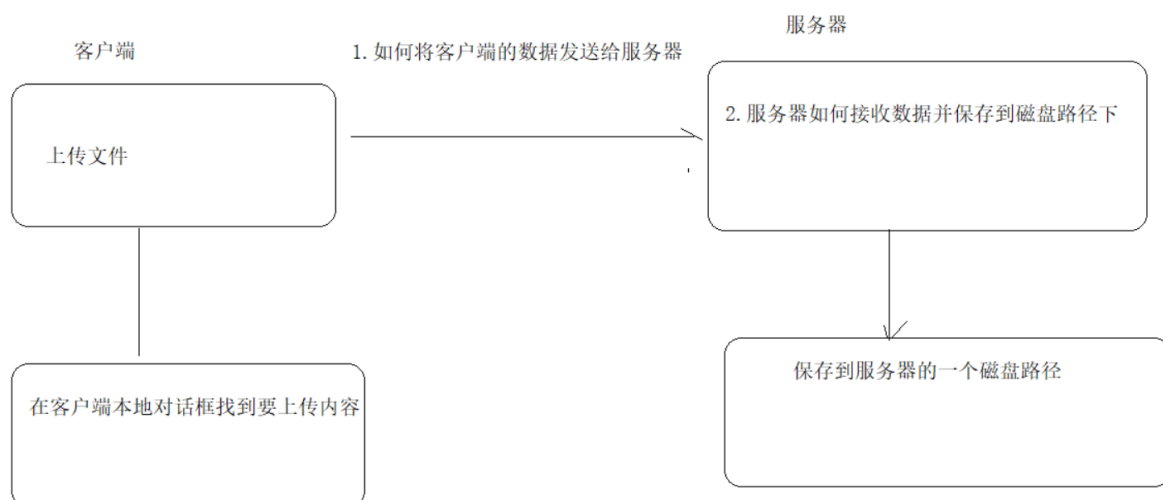 服务器
客户端
1.如何将客户端的数据发送给服务器
2.服务器如何接收数据并保存到磁盘路径下
上传文件
保存到服务器的一个磁盘路径
在客户端本地对话框找到要上传内容